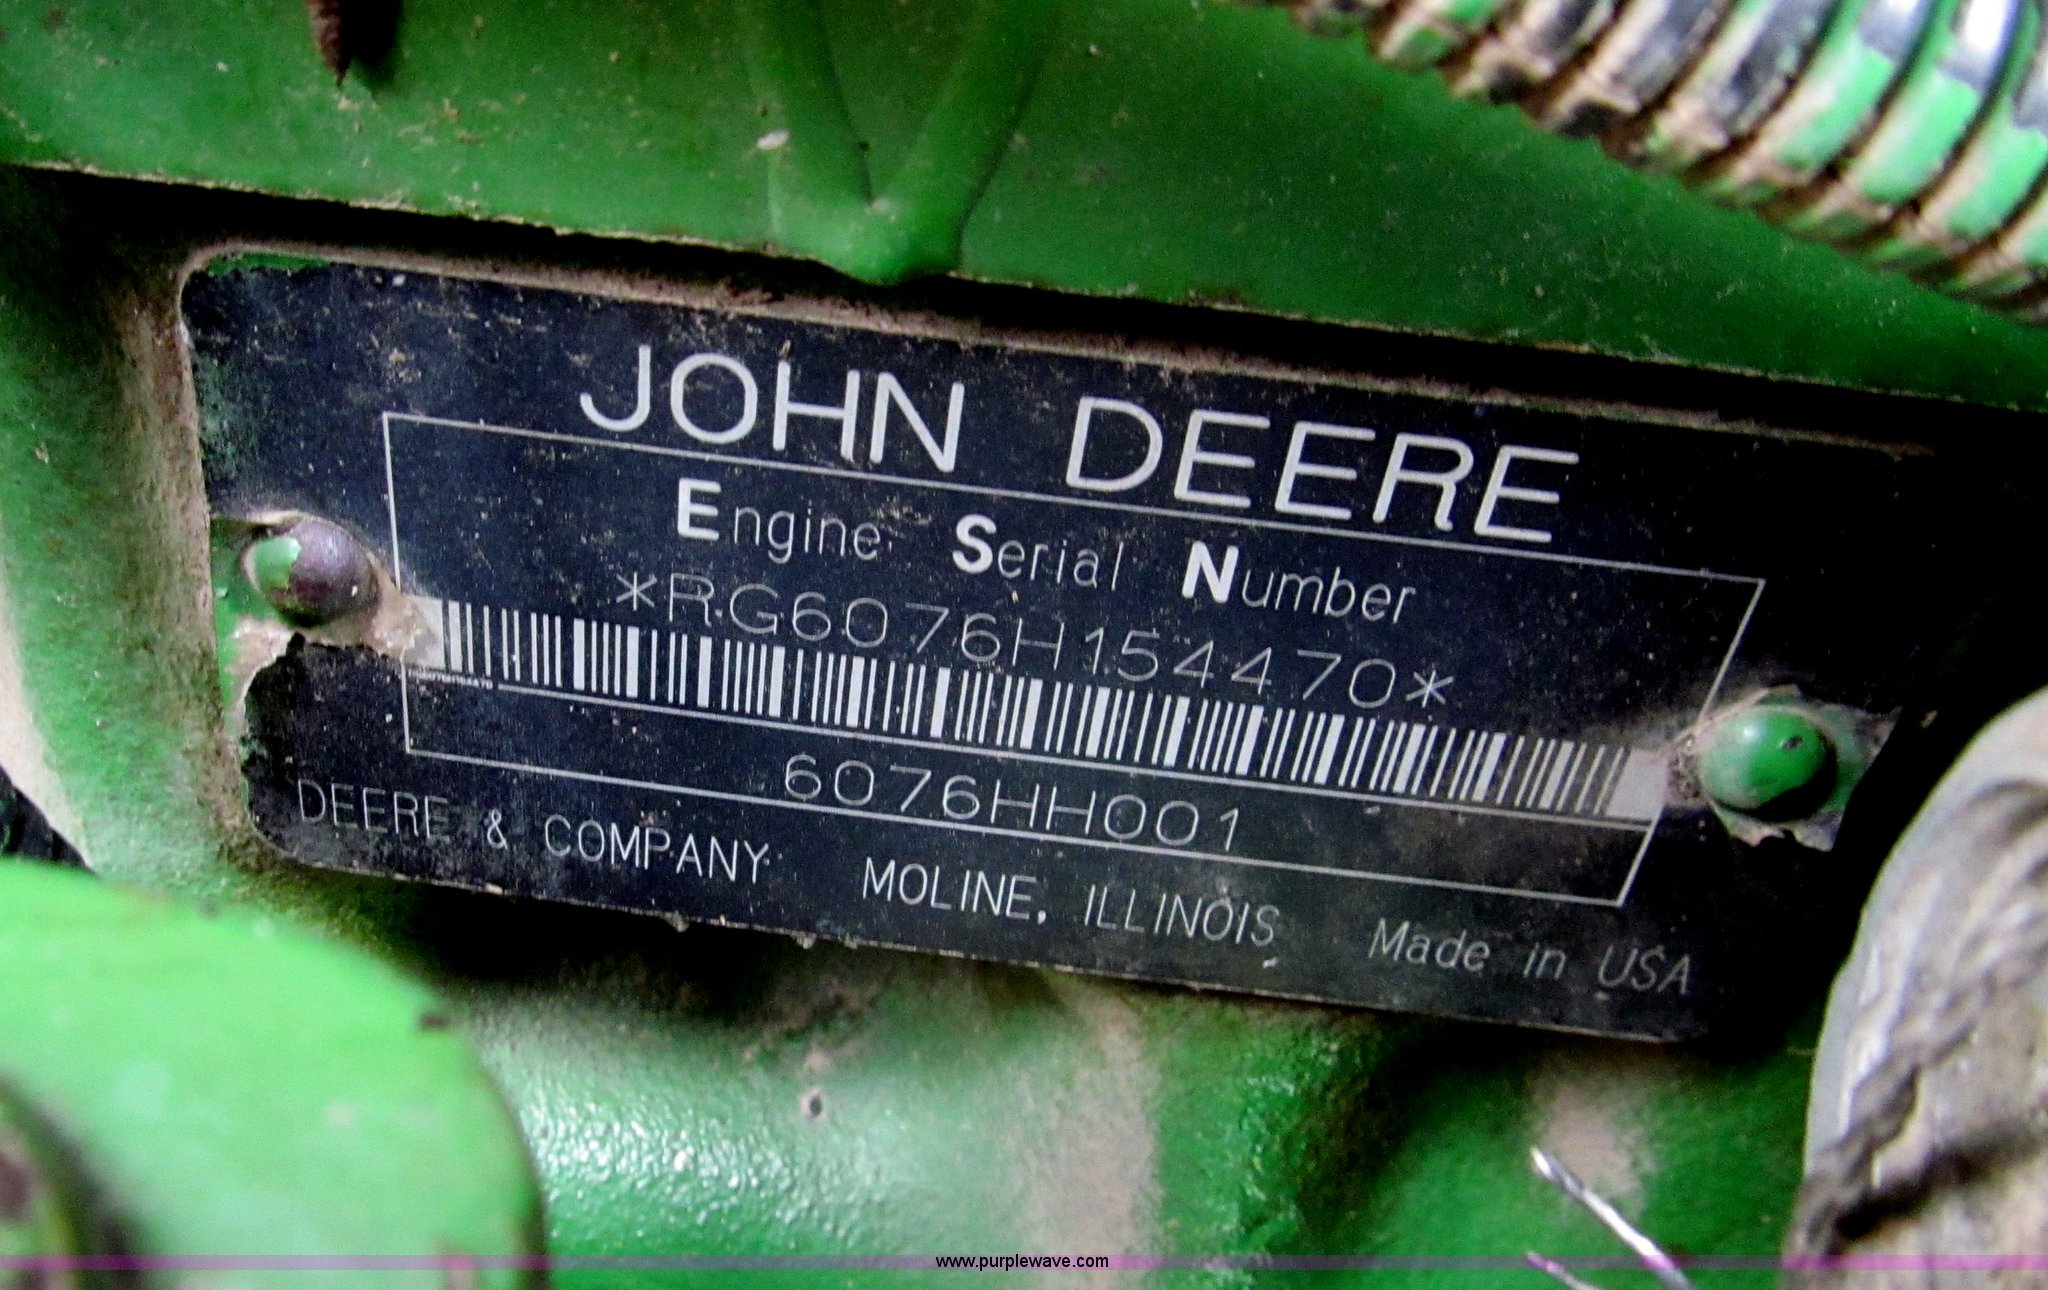 JOHN DEERE
Engine Serial Number
*RG6076H154470*
6076HH001
DEERE & COMPANY MOLINE, ILLINOIS Made in USA
www.purplewave.com